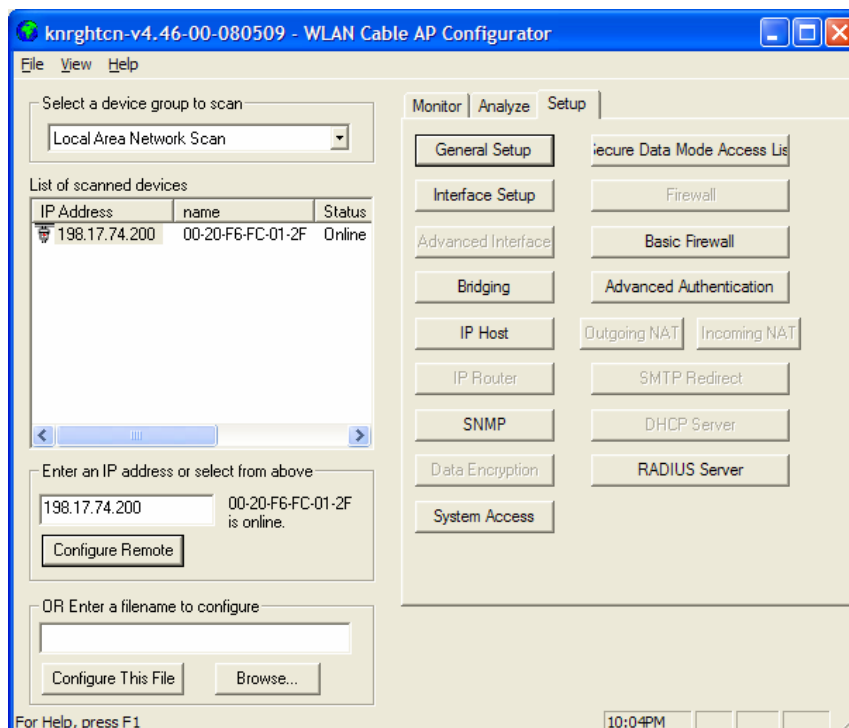 knrghtcn-v4.46-00-080509 - WLAN Cable AP Configurator
File View Help
Select a device group to scan
Local Area Network Scan
List of scanned devices
IP Address name Status
198.17.74.200 00-20-F6-FC-01-2F Online
Enter an IP address or select from above
198.17.74.200
00-20-F6-FC-01-2F
is online.
Configure Remote
OR Enter a filename to configure
Configure This File Browse...
Monitor Analyze Setup
General Setup Secure Data Mode Access Lis
Interface Setup Firewall
Advanced Interface Basic Firewall
Bridging Advanced Authentication
IP Host Outgoing NAT Incoming NAT
IP Router SMTP Redirect
SNMP DHCP Server
Data Encryption RADIUS Server
System Access
For Help, press F1 10:04PM